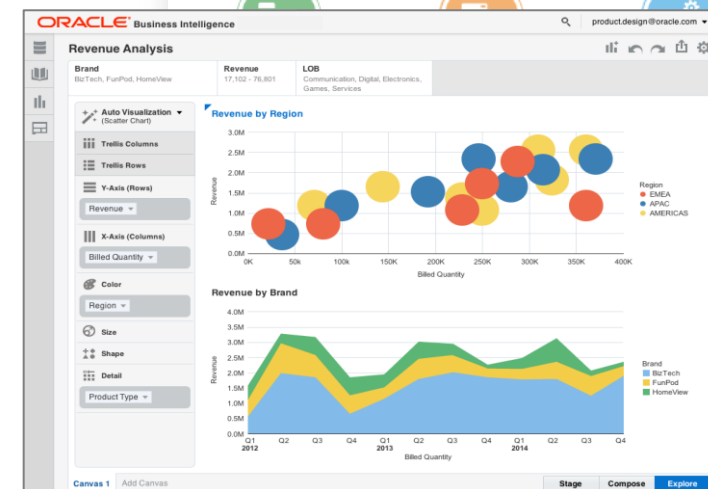 ORACLE Business Intelligence
product.design@oracle.com
Revenue Analysis
Brand
BizTech, FunPod, HomeView
Revenue
17,102 - 76,801
LOB
Communication, Digital, Electronics,
Games, Services
Auto Visualization
(Scatter Chart)
Trellis Columns
Trellis Rows
Y-Axis (Rows)
Revenue
X-Axis (Columns)
Billed Quantity
Color
Region
Size
Shape
Detail
Product Type
Revenue by Region
3.0M
2.5M
2.0M
1.5M
1.0M
0.5M
0.0M
Revenue
0K 50k 100k 150K 200K 250K 300K 350K 400K
Billed Quantity
Region
EMEA
APAC
AMERICAS
Revenue by Brand
4.0M
3.5M
3.0M
2.5M
2.0M
1.5M
1.0M
0.5M
0.0M
Revenue
Q1 Q2 Q3 Q4 Q1 Q2 Q3 Q4 Q1 Q2 Q3 Q4
2012 2013 2014
Billed Quantity
Brand
BizTech
FunPod
HomeView
Canvas 1 Add Canvas
Stage Compose Explore